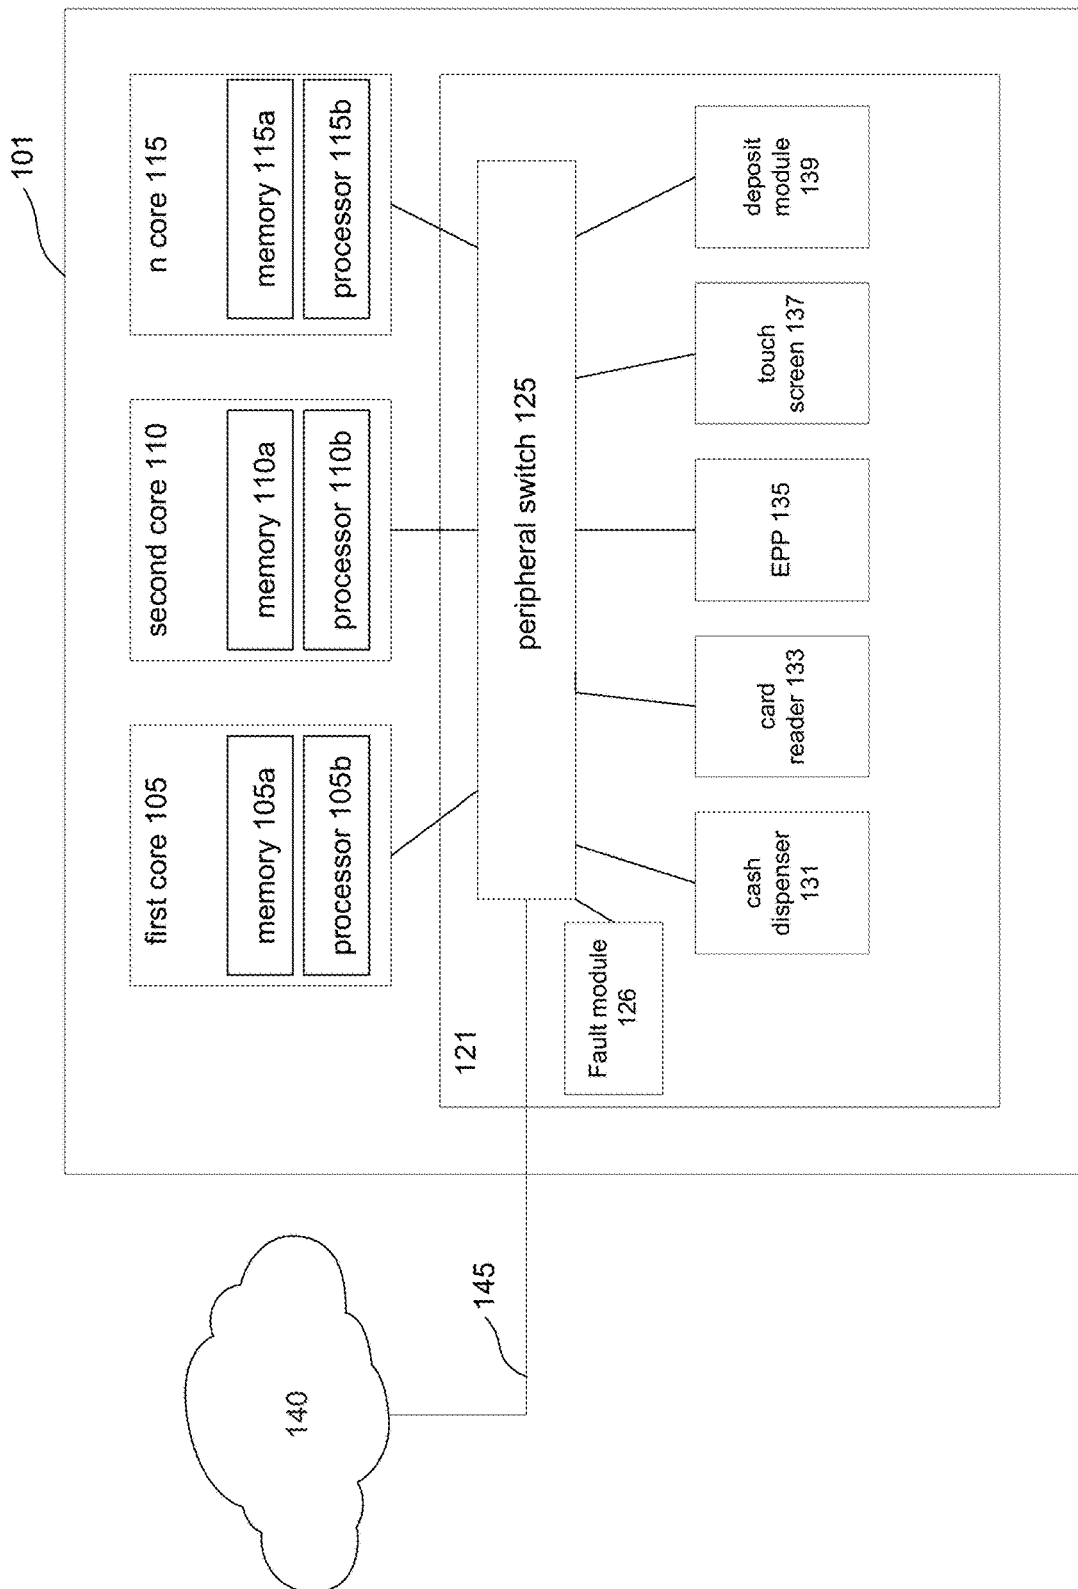 101
first core 105
memory 105a
processor 105b
second core 110
memory 110a
processor 110b
n core 115
memory 115a
processor 115b
121
peripheral switch 125
Fault module
126
cash
dispenser
131
card
reader 133
EPP 135
touch
screen 137
deposit
module
139
140
145